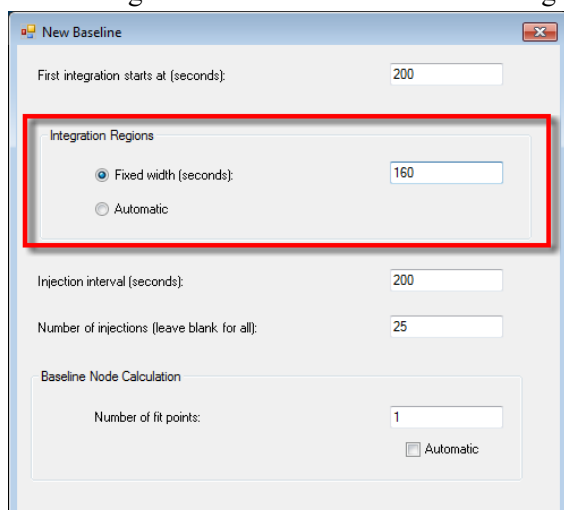 New Baseline
First integration starts at (seconds): 200
Integration Regions
Fixed width (seconds): 160
Automatic
Injection interval (seconds): 200
Number of injections (leave blank for all): 25
Baseline Node Calculation
Number of fit points: 1
Automatic